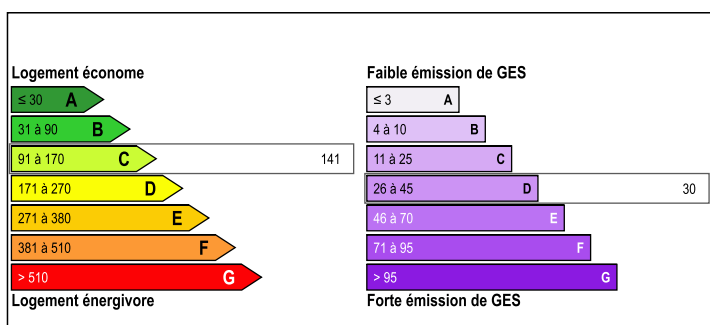 Logement économe
≤ 30 A
31 à 90 B
91 à 170 C 141
171 à 270 D
271 à 380 E
381 à 510 F
> 510 G
Logement énergivore
Faible émission de GES
≤ 3 A
4 à 10 B
11 à 25 C
26 à 45 D 30
46 à 70 E
71 à 95 F
> 95 G
Forte émission de GES